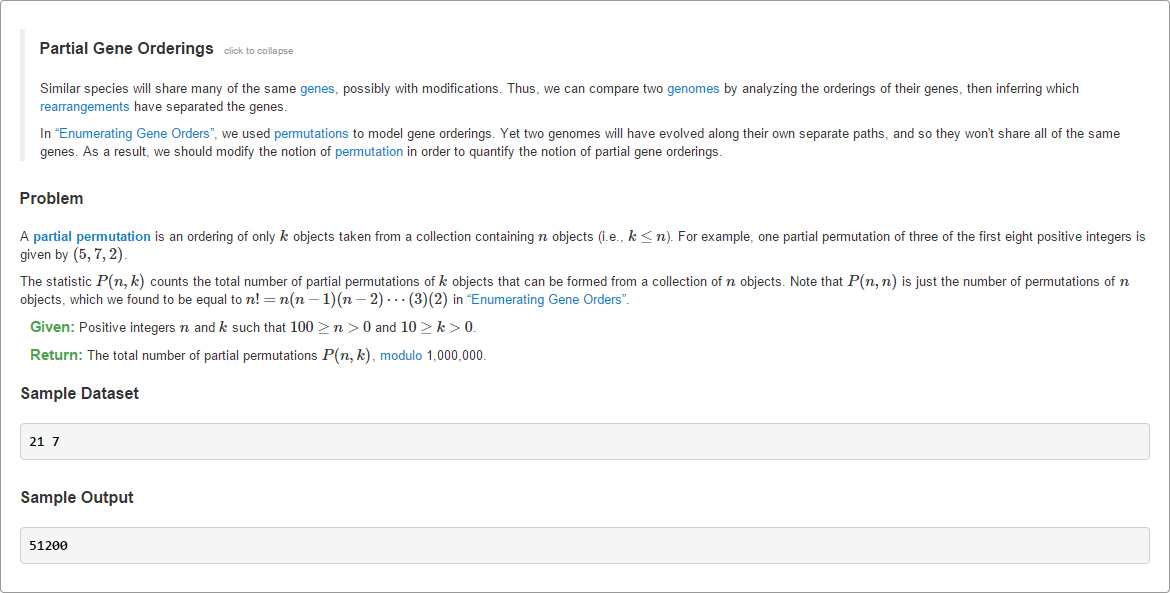 Partial Gene Orderings click to collapse
Similar species will share many of the same genes, possibly with modifications. Thus, we can compare two genomes by analyzing the orderings of their genes, then inferring which
rearrangements have separated the genes.
In “Enumerating Gene Orders”, we used permutations to model gene orderings. Yet two genomes will have evolved along their own separate paths, and so they won't share all of the same
genes. As a result, we should modify the notion of permutation in order to quantify the notion of partial gene orderings.
Problem
A partial permutation is an ordering of only k objects taken from a collection containing n objects (i.e., k ≤ n). For example, one partial permutation of three of the first eight positive integers is
given by (5, 7, 2).
The statistic P(n, k) counts the total number of partial permutations of k objects that can be formed from a collection of n objects. Note that P(n, n) is just the number of permutations of n
objects, which we found to be equal to n! = n(n − 1)(n − 2) ⋯ (3)(2) in “Enumerating Gene Orders”.
Given: Positive integers n and k such that 100 ≥ n > 0 and 10 ≥ k > 0.
Return: The total number of partial permutations P(n, k), modulo 1,000,000.
Sample Dataset
21 7
Sample Output
51200